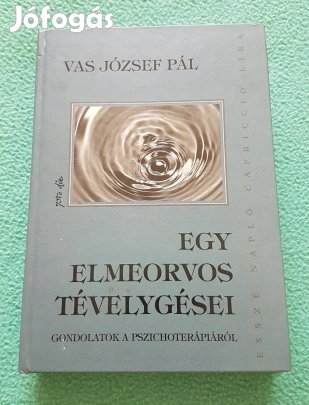 Jófogás
VAS JÓZSEF PÁL
EGY
ELMEORVOS
TÉVELYGÉSEI
GONDOLATOK A PSZICHOTERÁPIÁRÓL
ESSZÉ NAPLÓ CAPRICCIO LÍRA